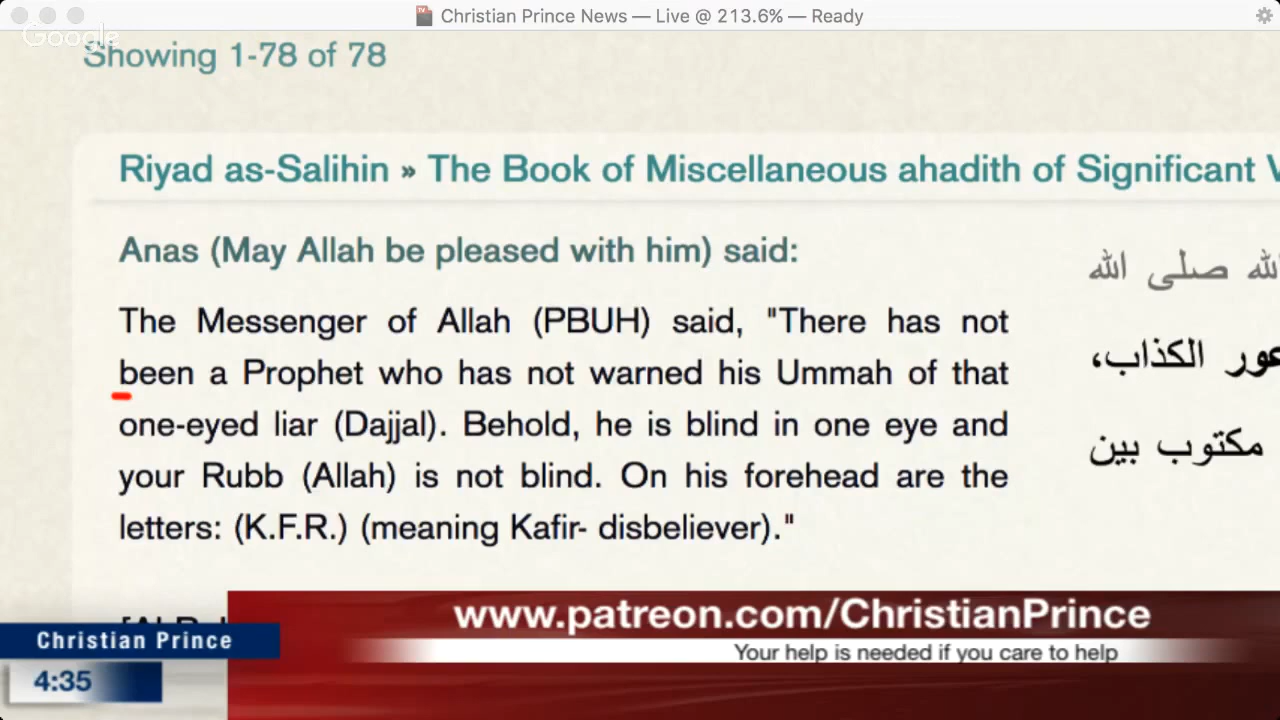 Christian Prince News — Live @ 213.6% — Ready
Google
Showing 1-78 of 78
Riyad as-Salihin » The Book of Miscellaneous ahadith of Significant
Anas (May Allah be pleased with him) said:
The Messenger of Allah (PBUH) said, "There has not
been a Prophet who has not warned his Ummah of that
one-eyed liar (Dajjal). Behold, he is blind in one eye and
your Rubb (Allah) is not blind. On his forehead are the
letters: (K.F.R.) (meaning Kafir- disbeliever)."
الله صلى الله
الكذاب،
مكتوب بين
www.patreon.com/ChristianPrince
Your help is needed if you care to help
Christian Prince
4:35